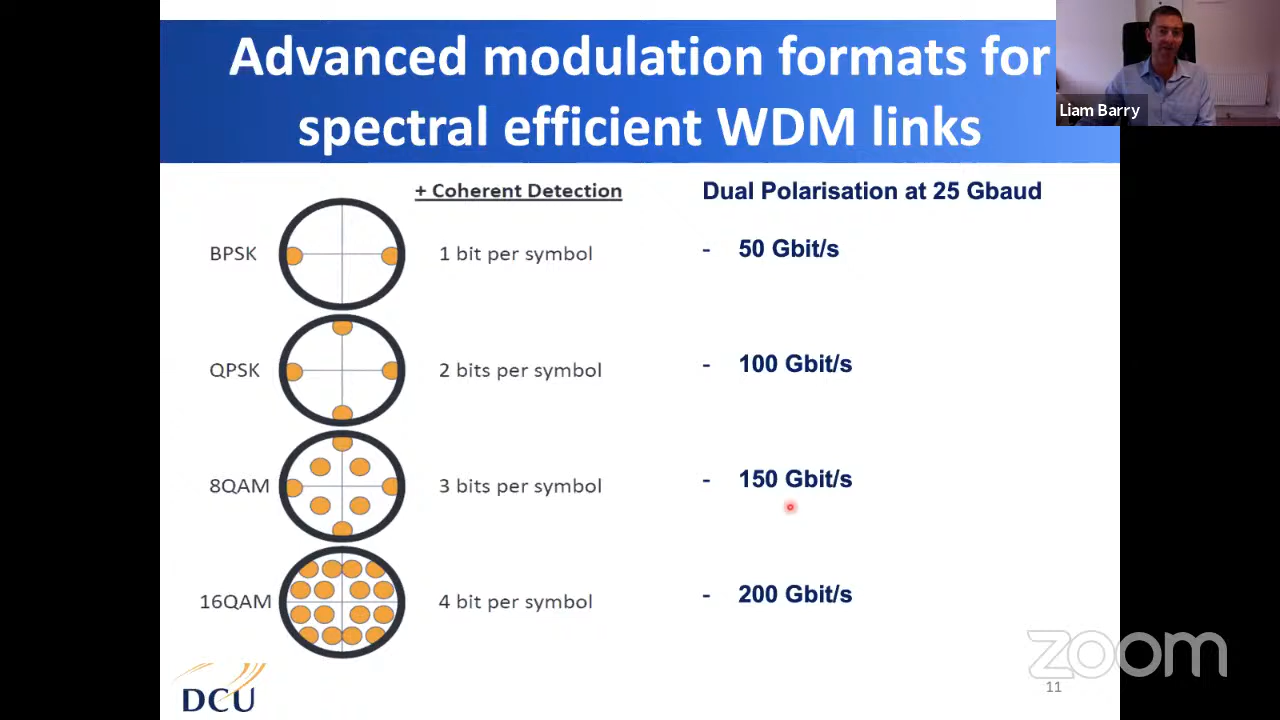 Advanced modulation formats for
spectral efficient WDM links
Liam Barry
+ Coherent Detection
Dual Polarisation at 25 Gbaud
BPSK
1 bit per symbol
- 50 Gbit/s
QPSK
2 bits per symbol
- 100 Gbit/s
8QAM
3 bits per symbol
- 150 Gbit/s
16QAM
4 bit per symbol
- 200 Gbit/s
zoom
DCU
11